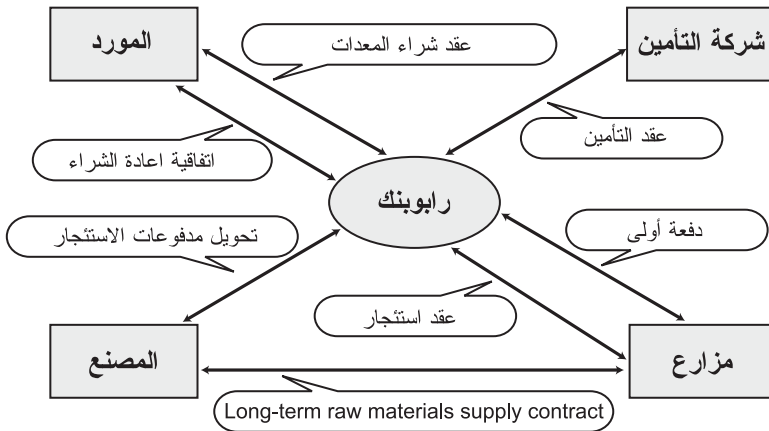 شركة التأمين
عقد شراء المعدات
المورد
عقد التأمين
اتفاقية اعادة الشراء
رابوبنك
دفعة أولى
تحويل مدفوعات الاستئجار
عقد استئجار
مزارع
المصنع
Long-term raw materials supply contract